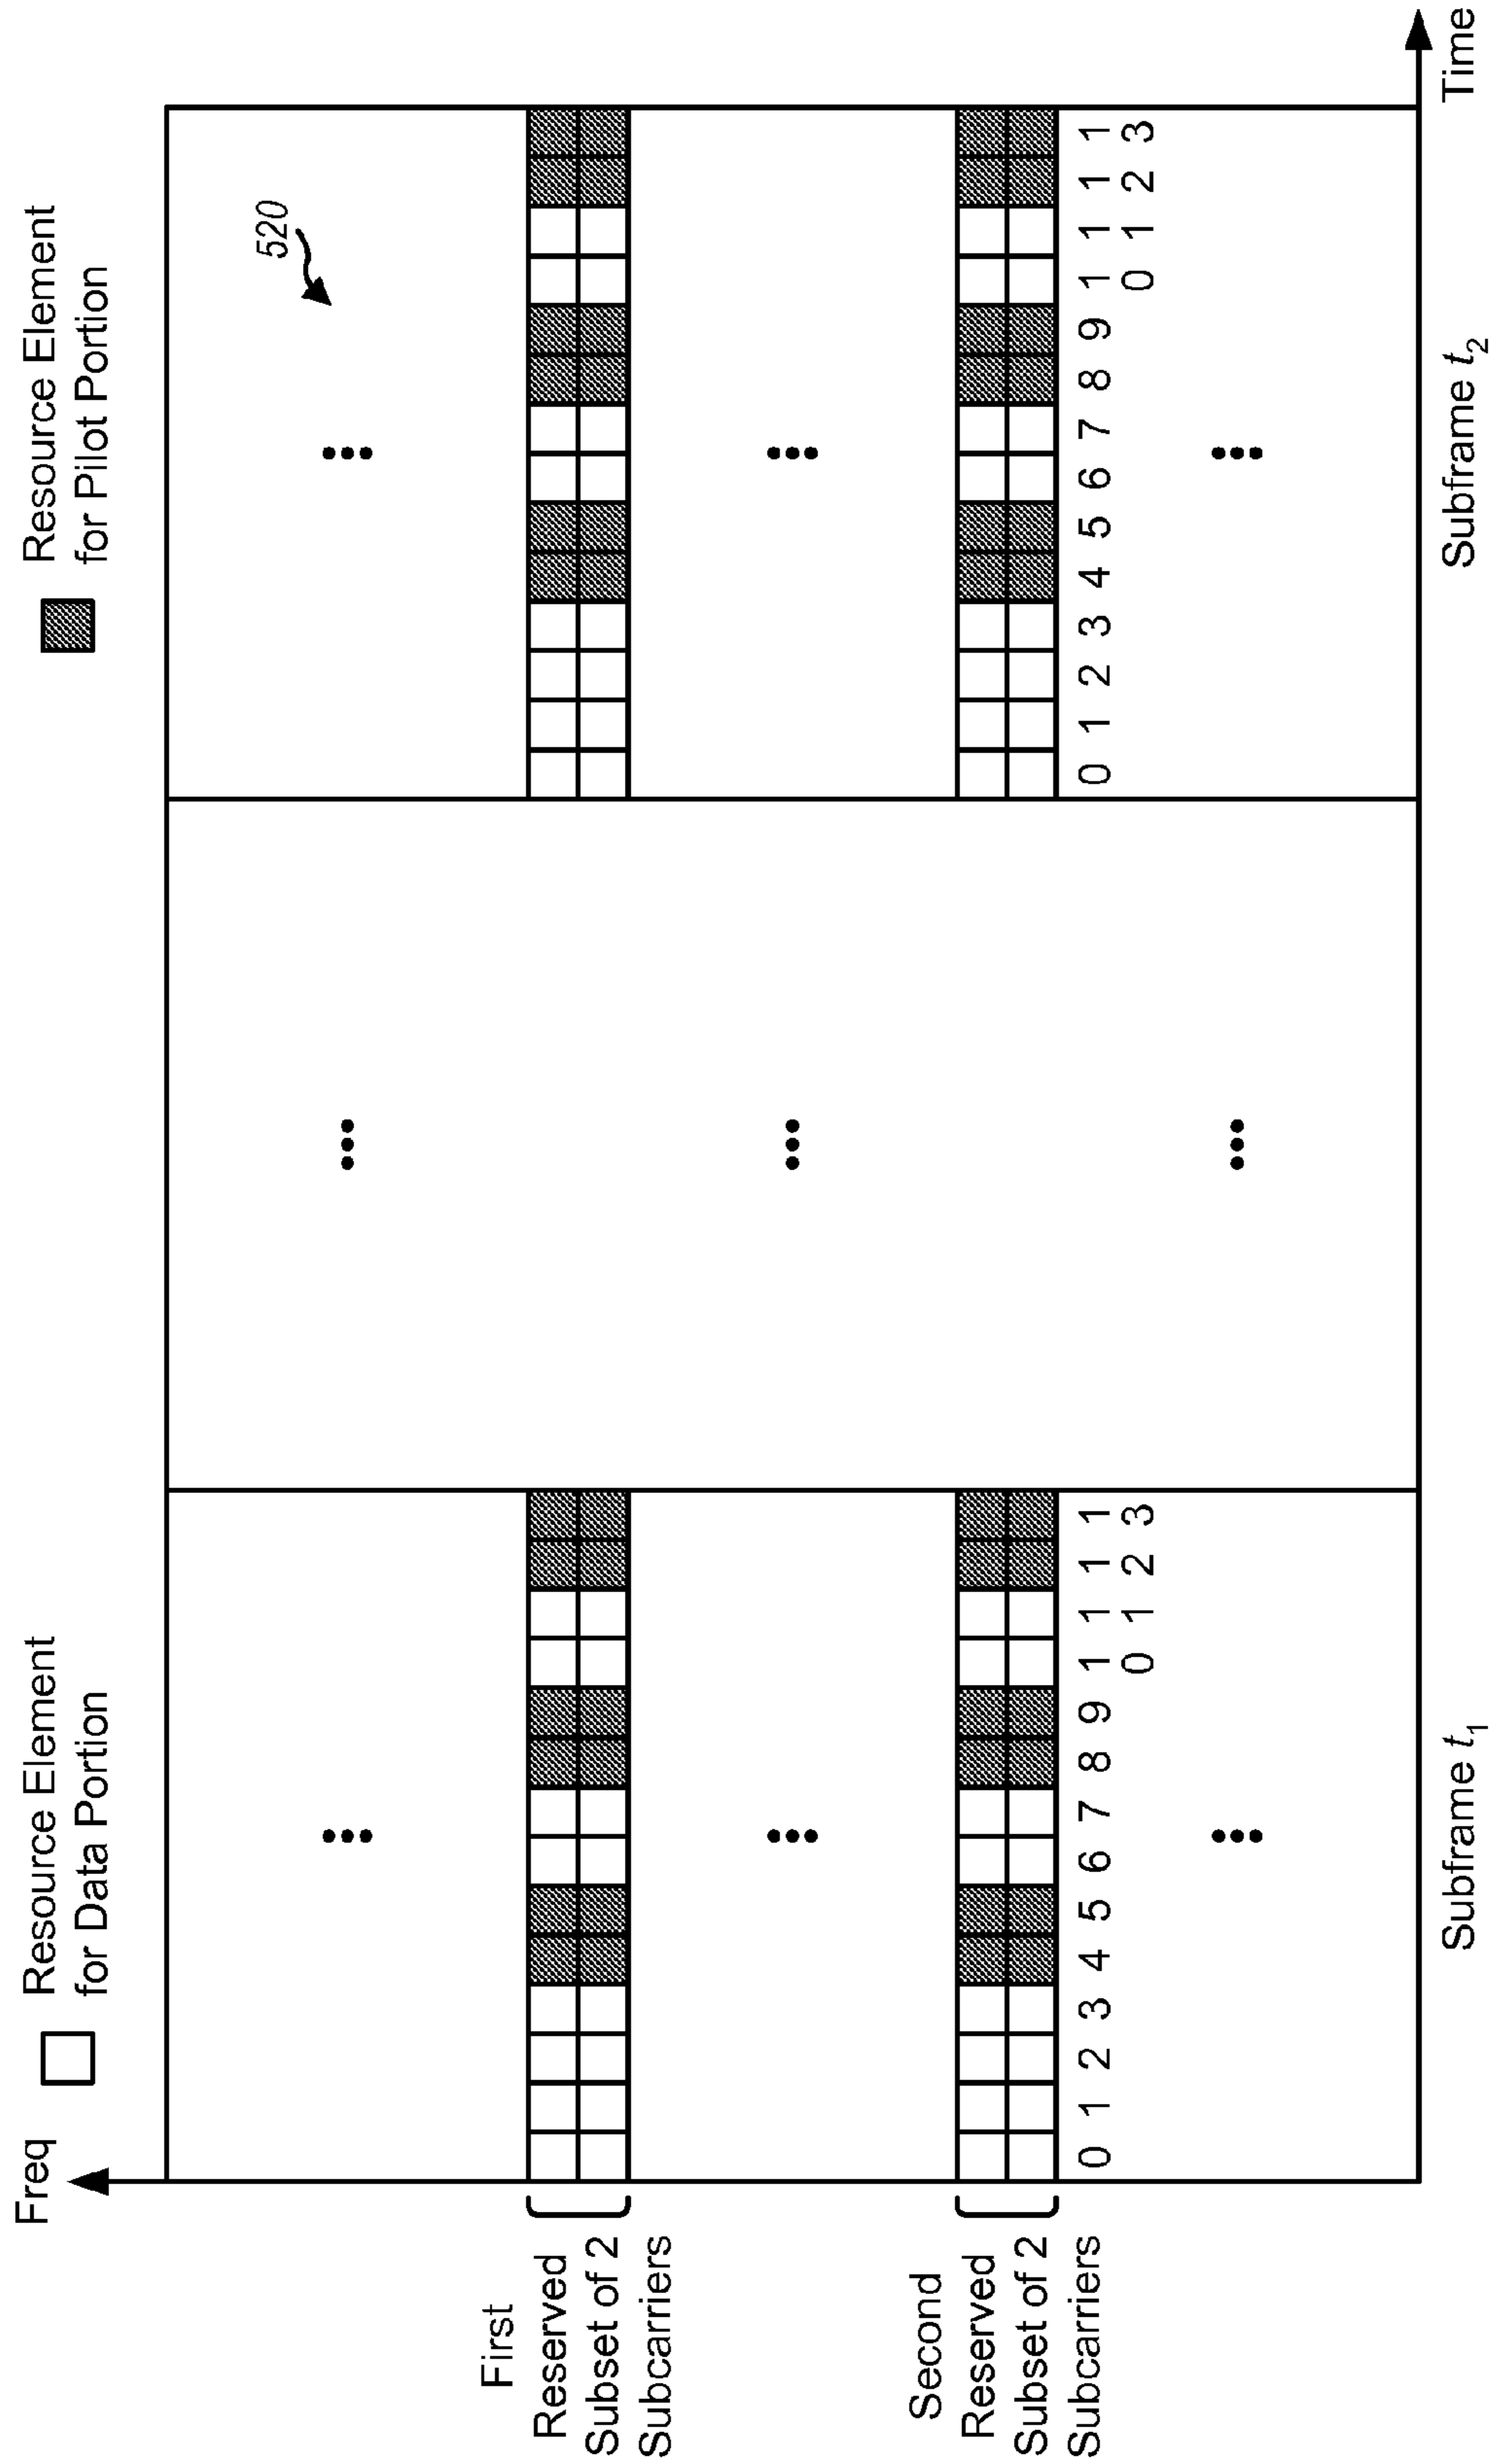 Freq
Resource Element
for Data Portion
Resource Element
for Pilot Portion
520
First
Reserved
Subset of 2
Subcarriers
Second
Reserved
Subset of 2
Subcarriers
0 1 2 3 4 5 6 7 8 9 10 11 12 13
0 1 2 3 4 5 6 7 8 9 10 11 12 13
Subframe t1
Subframe t2
Time